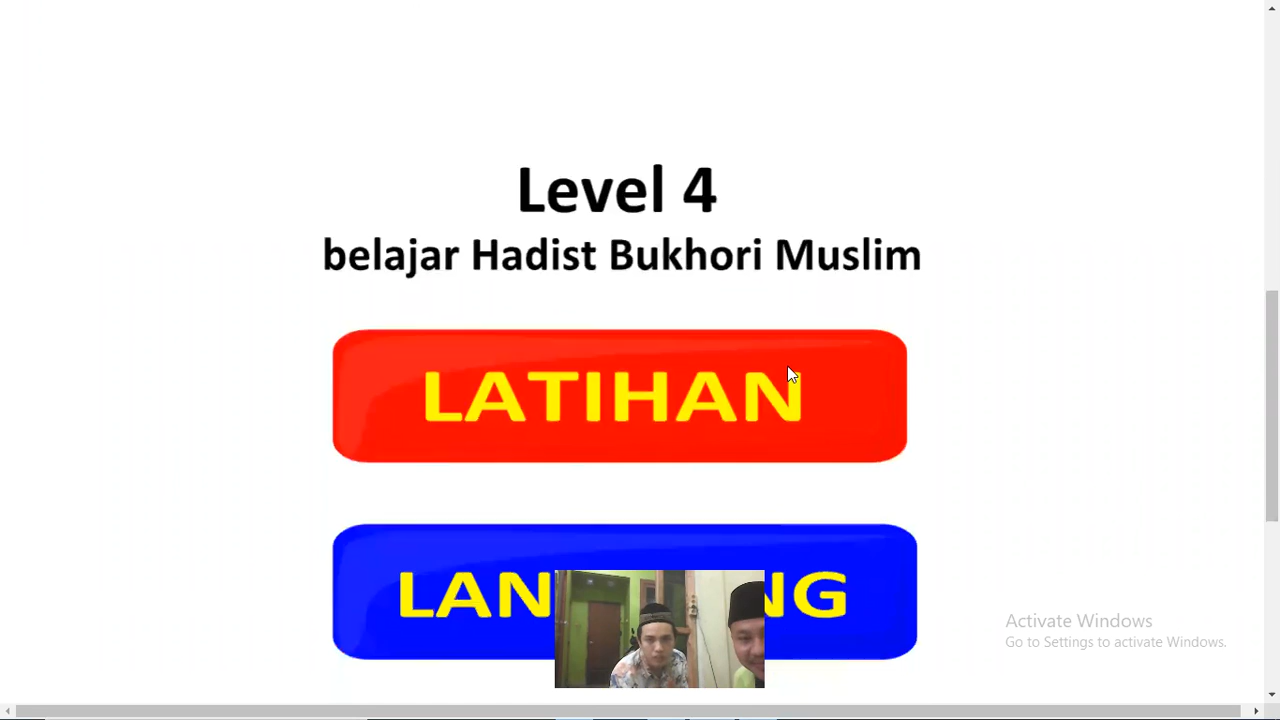 Level 4
belajar Hadist Bukhori Muslim
LATIHAN
Activate Windows
Go to Settings to activate Windows.